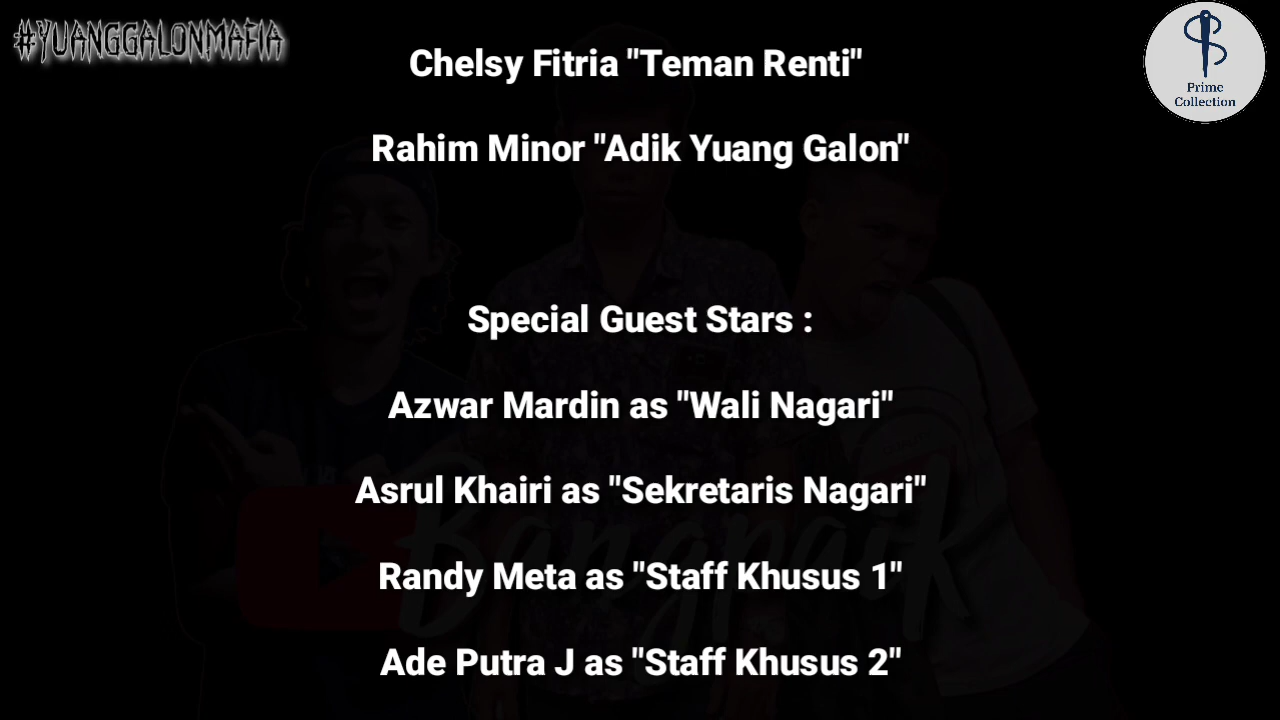 #YUANGGALONMAFIA
Prime
Collection
Chelsy Fitria "Teman Renti"
Rahim Minor "Adik Yuang Galon"
Special Guest Stars :
Azwar Mardin as "Wali Nagari"
Asrul Khairi as "Sekretaris Nagari"
Randy Meta as "Staff Khusus 1"
Ade Putra J as "Staff Khusus 2"
Bangpaik